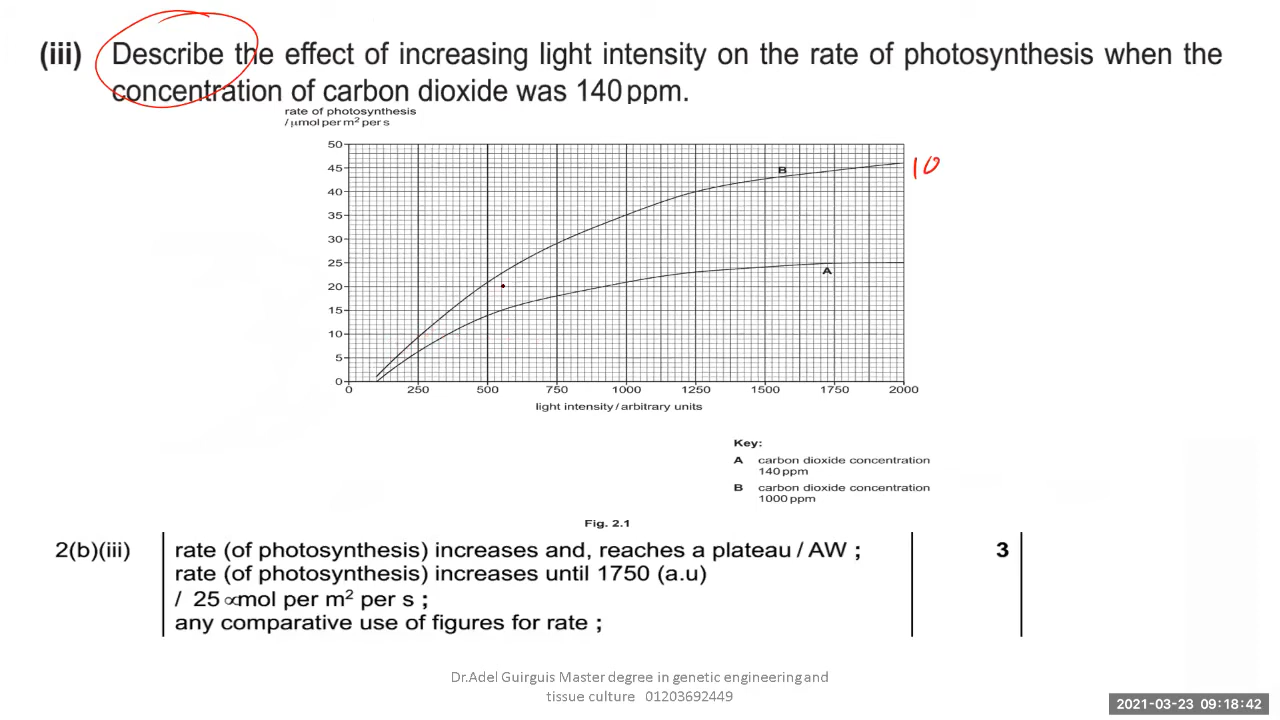 (iii) Describe the effect of increasing light intensity on the rate of photosynthesis when the
concentration of carbon dioxide was 140 ppm.
rate of photosynthesis
/ μmol per m² per s
50
45
40
35
30
25
20
15
10
5
0
B
A
10
0 250 500 750 1000 1250 1500 1750 2000
light intensity / arbitrary units
Key:
A carbon dioxide concentration
140 ppm
B carbon dioxide concentration
1000 ppm
Fig. 2.1
2(b)(iii) rate (of photosynthesis) increases and, reaches a plateau / AW ; 3
rate (of photosynthesis) increases until 1750 (a.u)
/ 25 ∝mol per m² per s ;
any comparative use of figures for rate ;
Dr.Adel Guirguis Master degree in genetic engineering and
tissue culture 01203692449
2021-03-23 09:18:42